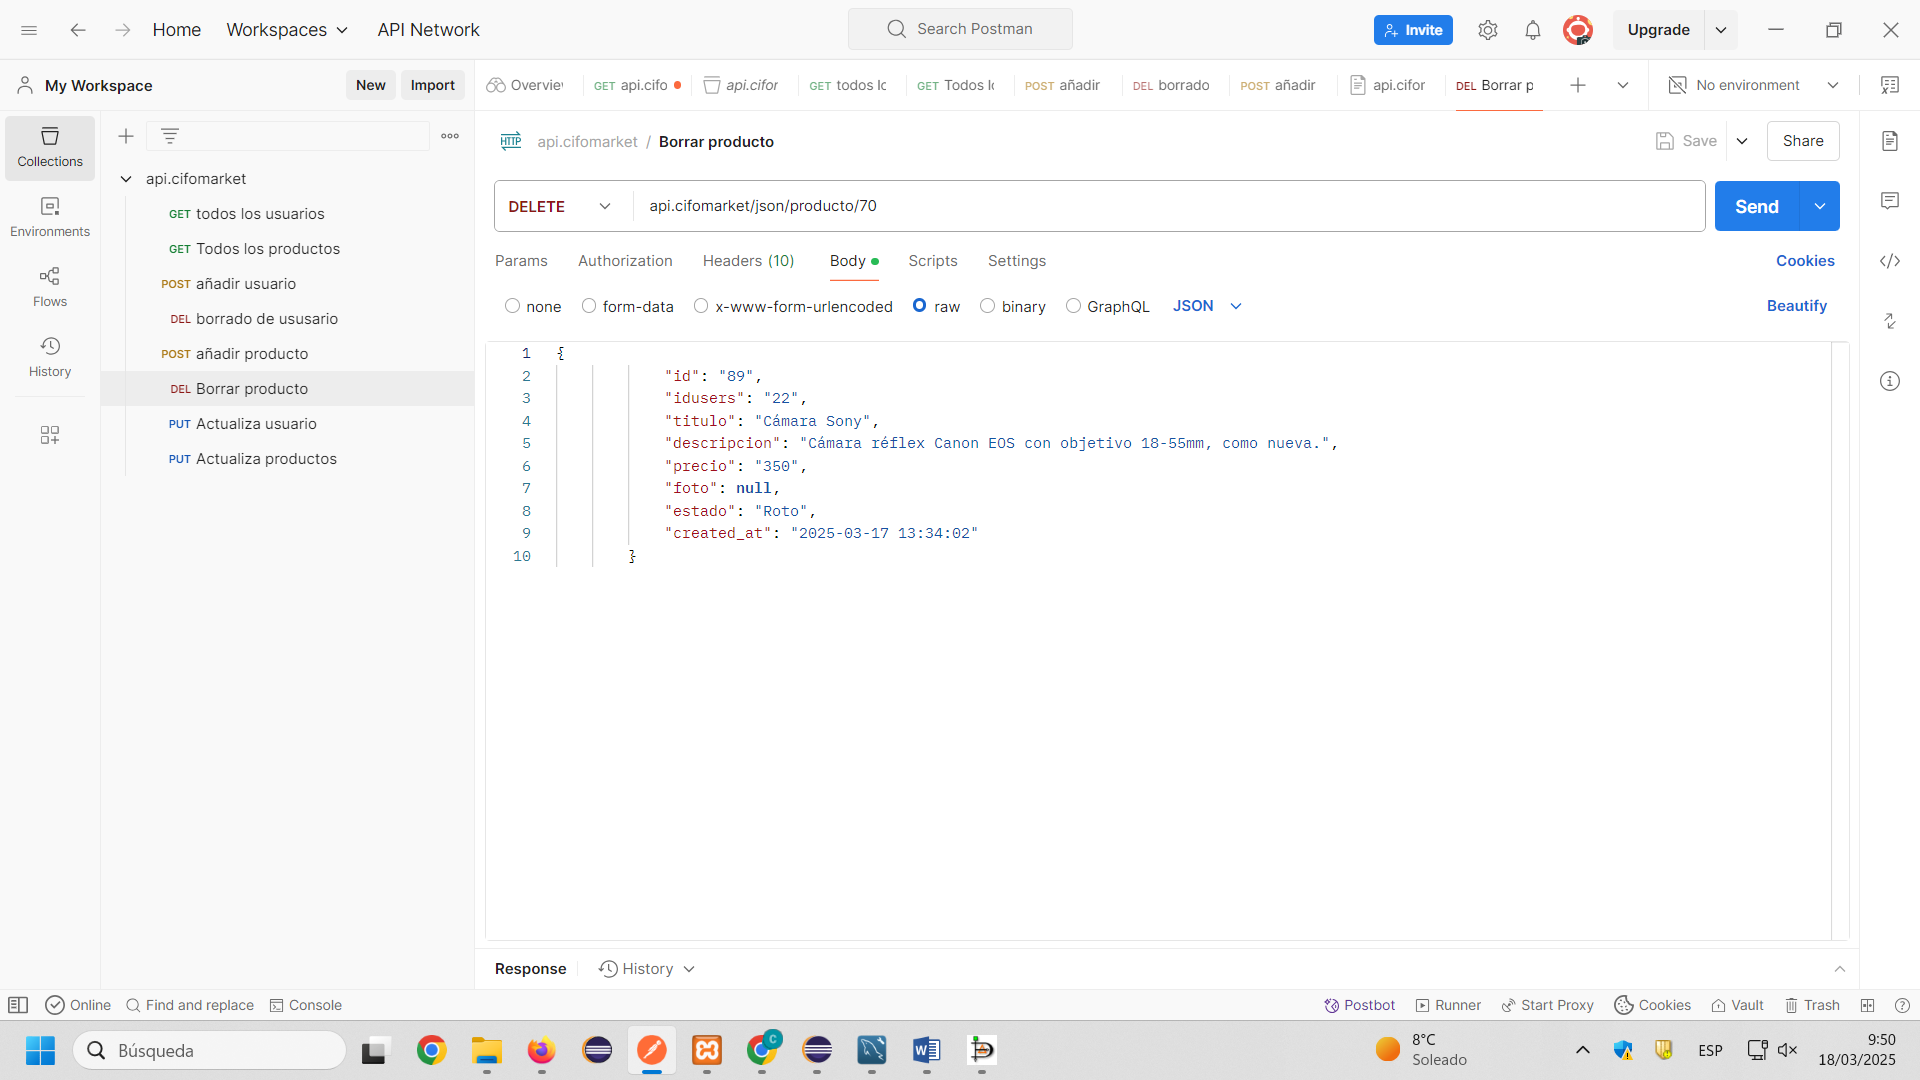 Home Workspaces API Network Search Postman Invite Upgrade
My Workspace New Import Overvie GET api.cifo api.cifor GET todos lo GET Todos lo POST añadir DEL borrado POST añadir api.cifor DEL Borrar p No environment
Collections
Environments
Flows
History
api.cifomarket
GET todos los usuarios
GET Todos los productos
POST añadir usuario
DEL borrado de ususario
POST añadir producto
DEL Borrar producto
PUT Actualiza usuario
PUT Actualiza productos
HTTP api.cifomarket / Borrar producto Save Share
DELETE api.cifomarket/json/producto/70 Send
Params Authorization Headers (10) Body Scripts Settings Cookies
none form-data x-www-form-urlencoded raw binary GraphQL JSON Beautify
1 {
2 "id": "89",
3 "idusers": "22",
4 "titulo": "Cámara Sony",
5 "descripcion": "Cámara réflex Canon EOS con objetivo 18-55mm, como nueva.",
6 "precio": "350",
7 "foto": null,
8 "estado": "Roto",
9 "created_at": "2025-03-17 13:34:02"
10 }
Response History
Online Find and replace Console Postbot Runner Start Proxy Cookies Vault Trash
Búsqueda C 8°C ESP 9:50
Soleado 18/03/2025